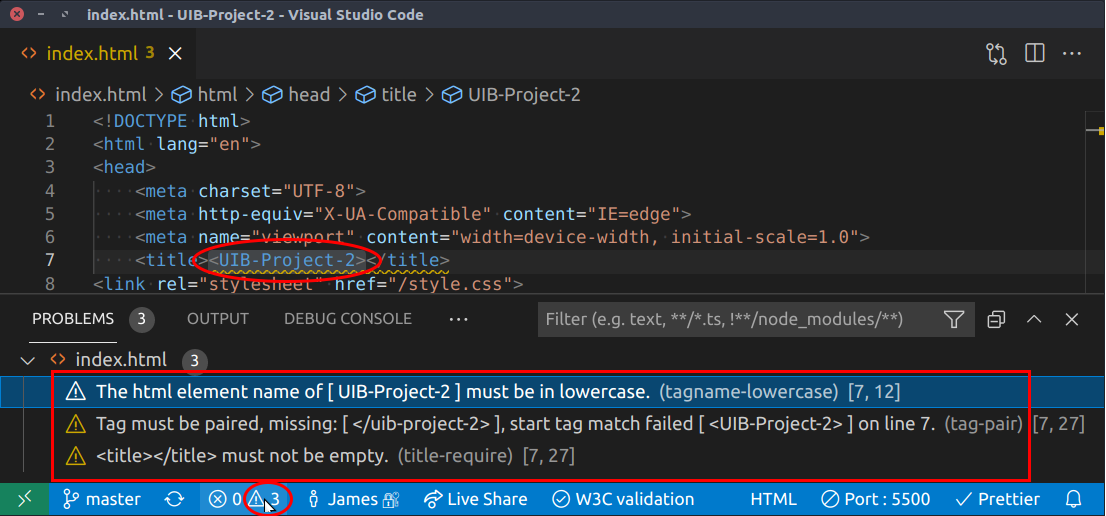 index.html - UIB-Project-2 - Visual Studio Code
index.html 3
index.html > html > head > title > UIB-Project-2
1 <!DOCTYPE html>
2 <html lang="en">
3 <head>
4 <meta charset="UTF-8">
5 <meta http-equiv="X-UA-Compatible" content="IE=edge">
6 <meta name="viewport" content="width=device-width, initial-scale=1.0">
7 <title><UIB-Project-2></title>
8 <link rel="stylesheet" href="/style.css">
PROBLEMS 3 OUTPUT DEBUG CONSOLE ··· Filter (e.g. text, **/*.ts, !**/node_modules/**)
index.html 3
The html element name of [ UIB-Project-2 ] must be in lowercase. (tagname-lowercase) [7, 12]
Tag must be paired, missing: [ </uib-project-2> ], start tag match failed [ <UIB-Project-2> ] on line 7. (tag-pair) [7, 27]
<title></title> must not be empty. (title-require) [7, 27]
master 0 3 James Live Share W3C validation HTML Port : 5500 Prettier